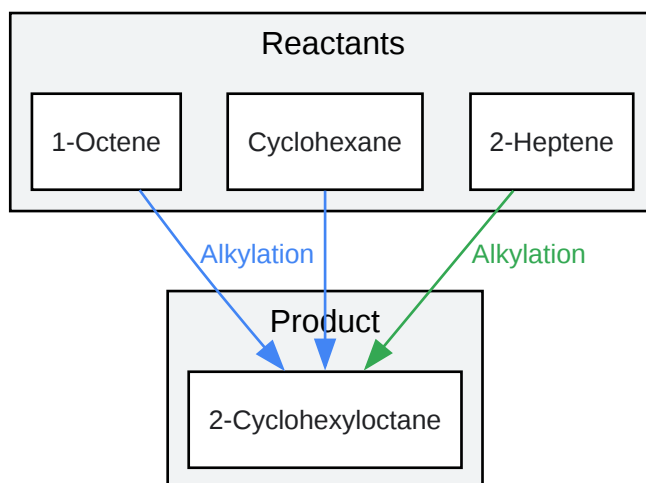 Reactants
1-Octene
Cyclohexane
2-Heptene
Alkylation
Alkylation
Product
2-Cyclohexyloctane